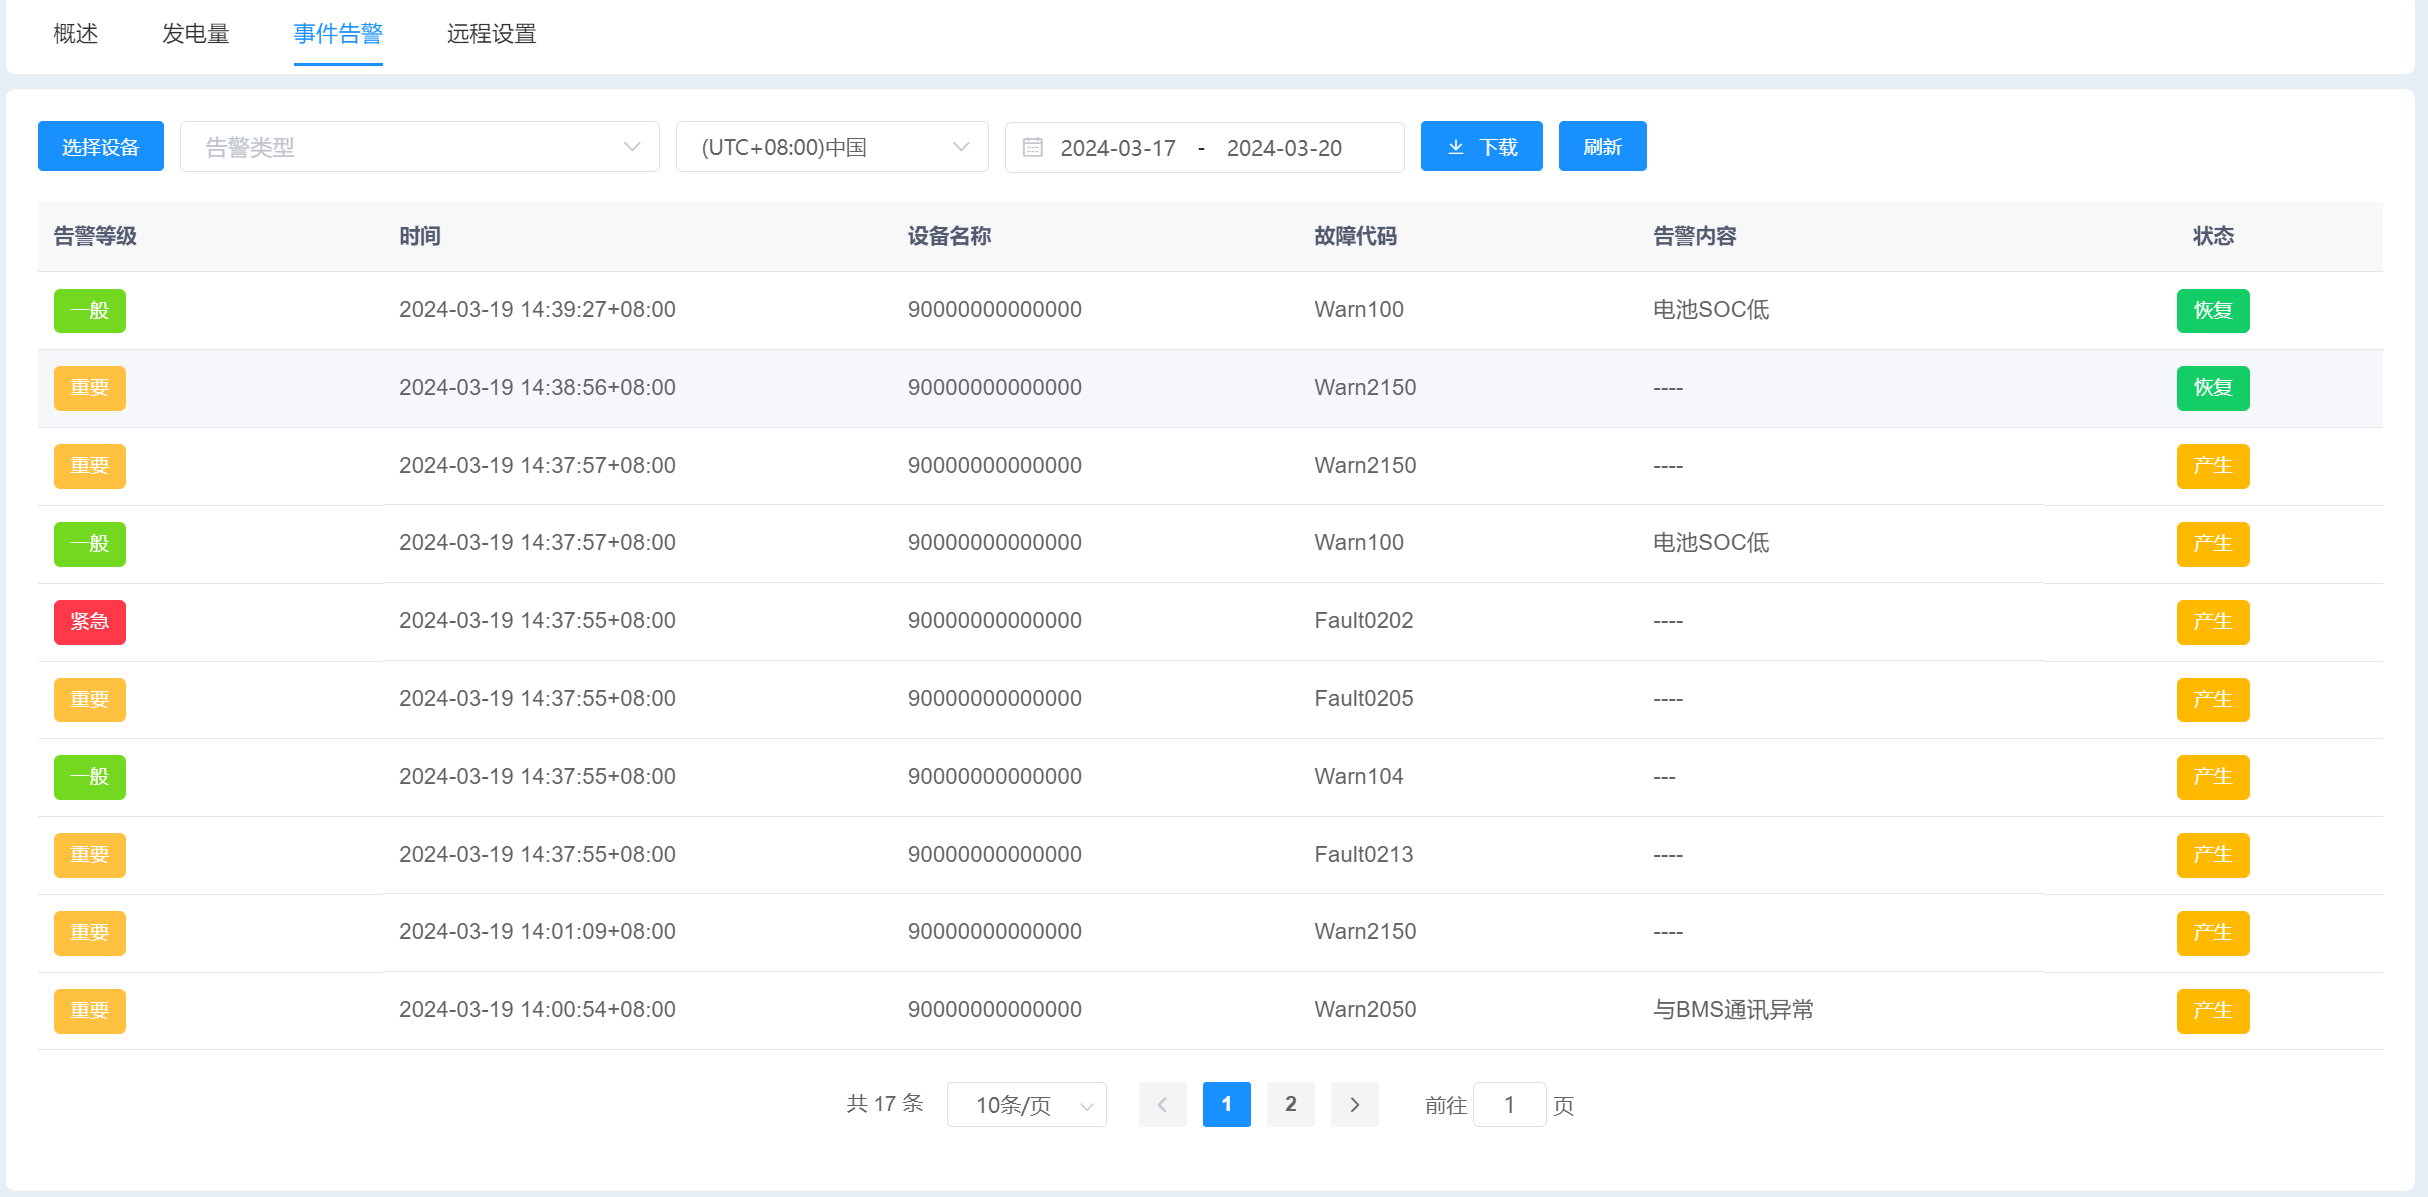 概述 发电量 事件告警 远程设置
选择设备 告警类型 (UTC+08:00)中国 2024-03-17 - 2024-03-20 下载 刷新
告警等级 时间 设备名称 故障代码 告警内容 状态
一般 2024-03-19 14:39:27+08:00 90000000000000 Warn100 电池SOC低 恢复
重要 2024-03-19 14:38:56+08:00 90000000000000 Warn2150 ---- 恢复
重要 2024-03-19 14:37:57+08:00 90000000000000 Warn2150 ---- 产生
一般 2024-03-19 14:37:57+08:00 90000000000000 Warn100 电池SOC低 产生
紧急 2024-03-19 14:37:55+08:00 90000000000000 Fault0202 ---- 产生
重要 2024-03-19 14:37:55+08:00 90000000000000 Fault0205 ---- 产生
一般 2024-03-19 14:37:55+08:00 90000000000000 Warn104 --- 产生
重要 2024-03-19 14:37:55+08:00 90000000000000 Fault0213 ---- 产生
重要 2024-03-19 14:01:09+08:00 90000000000000 Warn2150 ---- 产生
重要 2024-03-19 14:00:54+08:00 90000000000000 Warn2050 与BMS通讯异常 产生
共 17 条 10条/页 1 2 前往 1 页